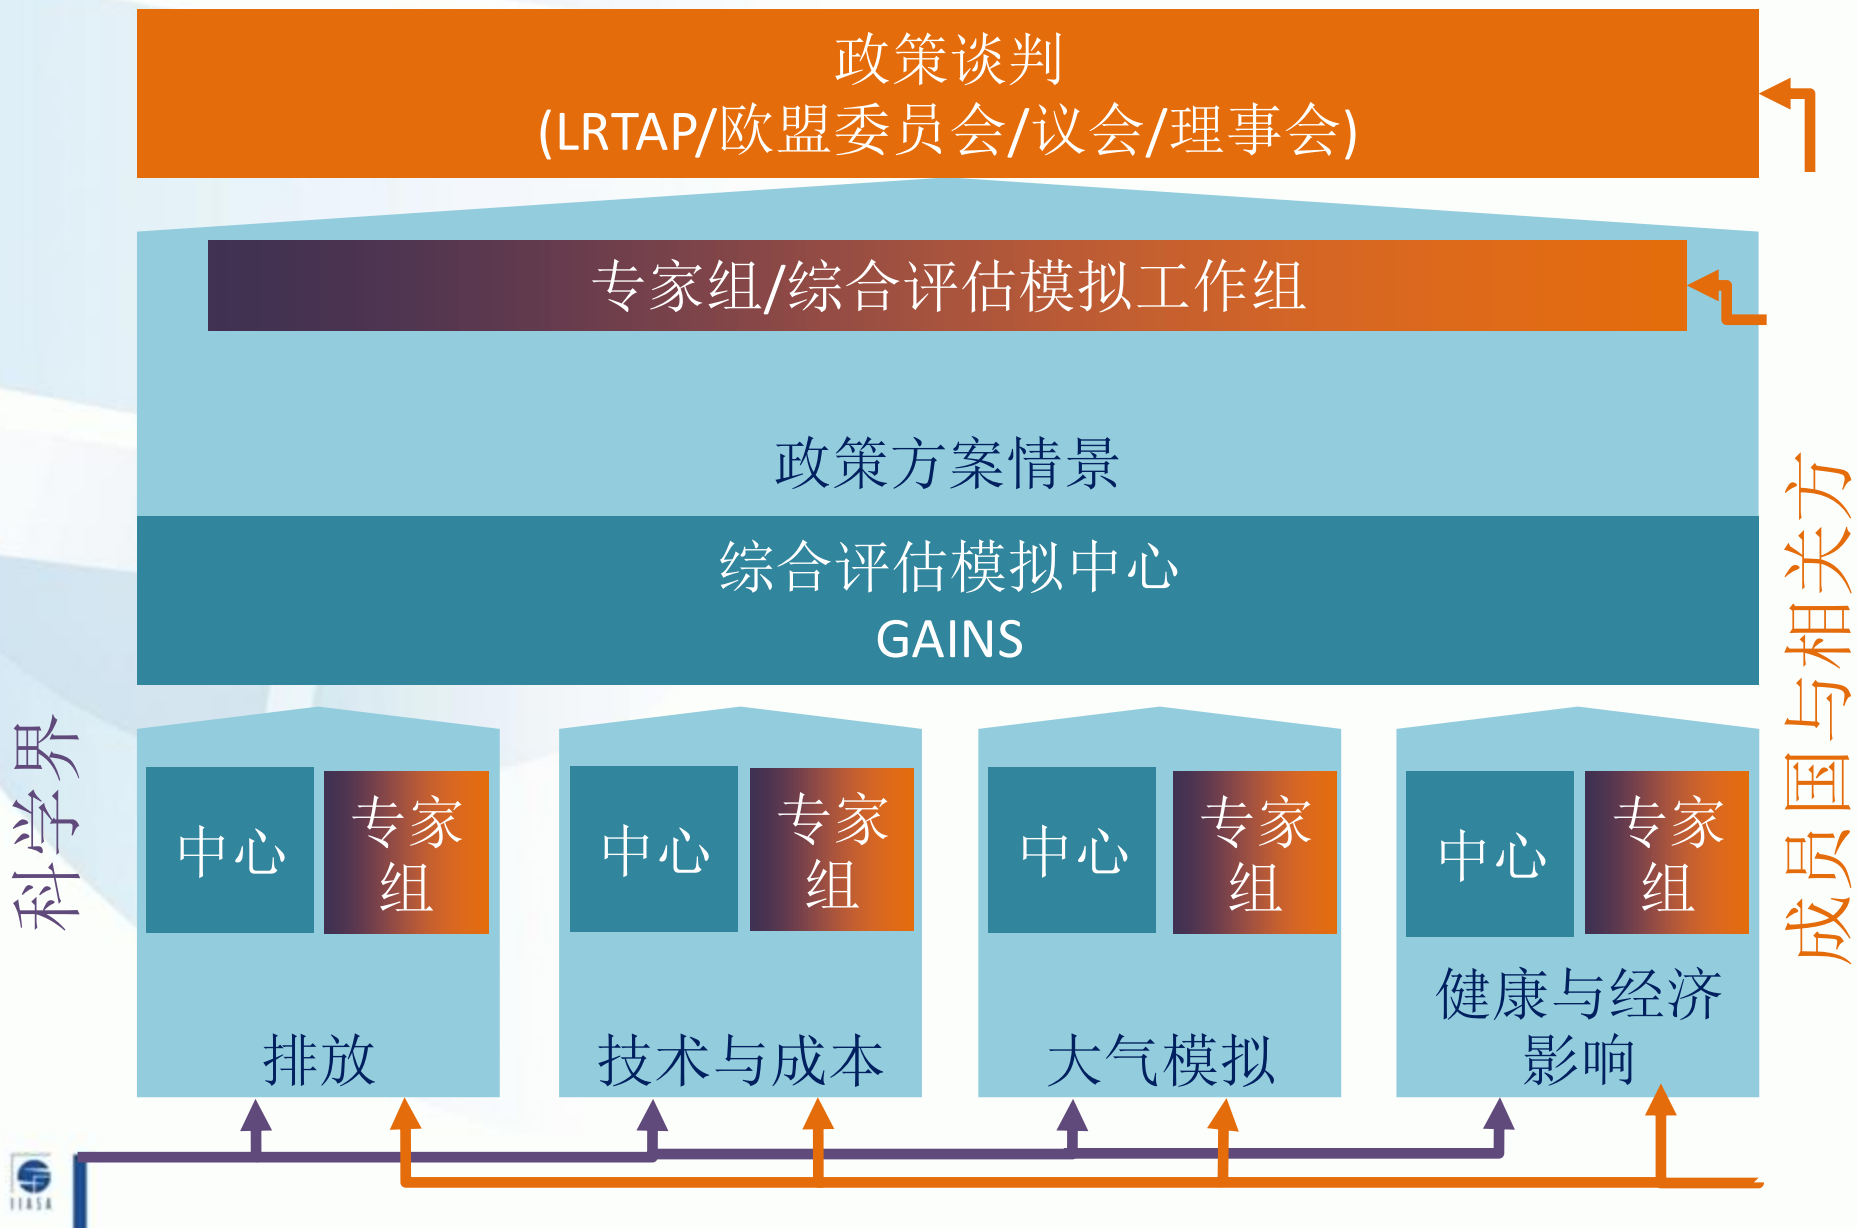 政策谈判
(LRTAP/欧盟委员会/议会/理事会)
专家组/综合评估模拟工作组
政策方案情景
综合评估模拟中心
GAINS
科学界
成员国与相关方
中心
专家
组
排放
中心
专家
组
技术与成本
中心
专家
组
大气模拟
中心
专家
组
健康与经济
影响
IIASA